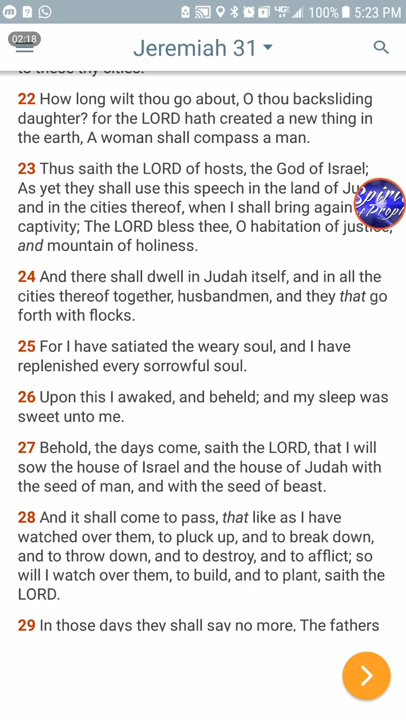 100% 5:23 PM
02:18
Jeremiah 31
to those thy cities.
22 How long wilt thou go about, O thou backsliding
daughter? for the LORD hath created a new thing in
the earth, A woman shall compass a man.
23 Thus saith the LORD of hosts, the God of Israel;
As yet they shall use this speech in the land of Ju
and in the cities thereof, when I shall bring again
captivity; The LORD bless thee, O habitation of justice,
and mountain of holiness.
24 And there shall dwell in Judah itself, and in all the
cities thereof together, husbandmen, and they that go
forth with flocks.
25 For I have satiated the weary soul, and I have
replenished every sorrowful soul.
26 Upon this I awaked, and beheld; and my sleep was
sweet unto me.
27 Behold, the days come, saith the LORD, that I will
sow the house of Israel and the house of Judah with
the seed of man, and with the seed of beast.
28 And it shall come to pass, that like as I have
watched over them, to pluck up, and to break down,
and to throw down, and to destroy, and to afflict; so
will I watch over them, to build, and to plant, saith the
LORD.
29 In those days they shall say no more, The fathers